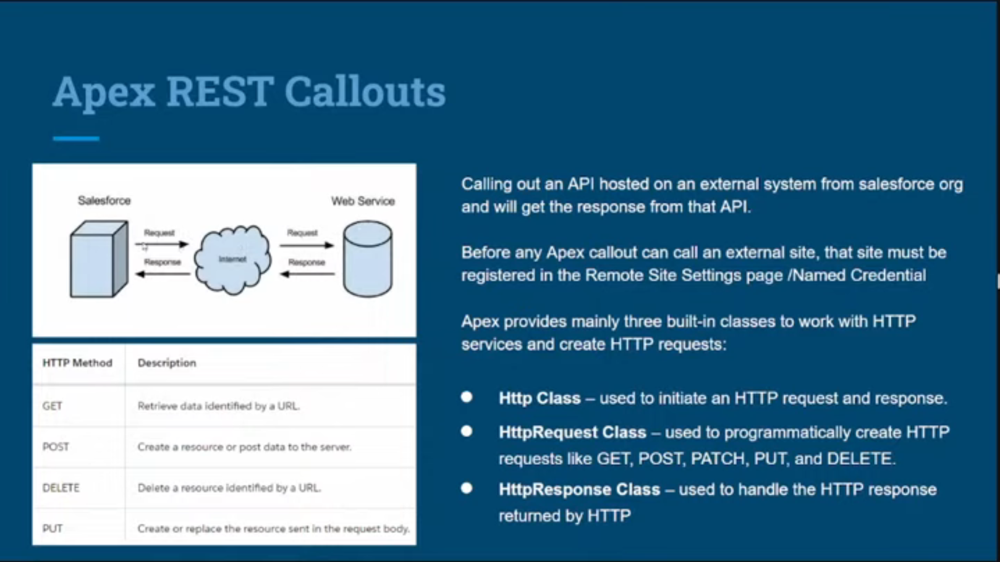 Apex REST Callouts
Salesforce
Web Service
Request
Request
Internet
Response
Response
HTTP Method Description
GET Retrieve data identified by a URL.
POST Create a resource or post data to the server.
DELETE Delete a resource identified by a URL.
PUT Create or replace the resource sent in the request body.
Calling out an API hosted on an external system from salesforce org
and will get the response from that API.
Before any Apex callout can call an external site, that site must be
registered in the Remote Site Settings page /Named Credential
Apex provides mainly three built-in classes to work with HTTP
services and create HTTP requests:
● Http Class – used to initiate an HTTP request and response.
● HttpRequest Class – used to programmatically create HTTP
requests like GET, POST, PATCH, PUT, and DELETE.
● HttpResponse Class – used to handle the HTTP response
returned by HTTP